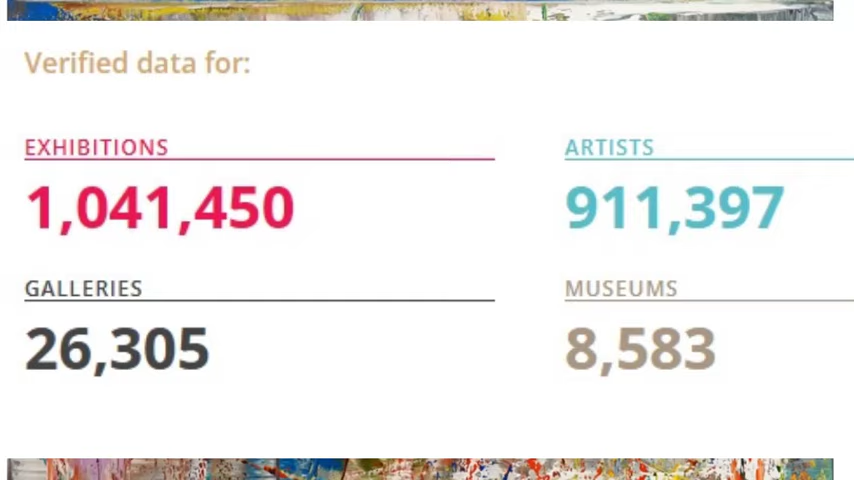 Verified data for:
EXHIBITIONS
1,041,450
ARTISTS
911,397
GALLERIES
26,305
MUSEUMS
8,583